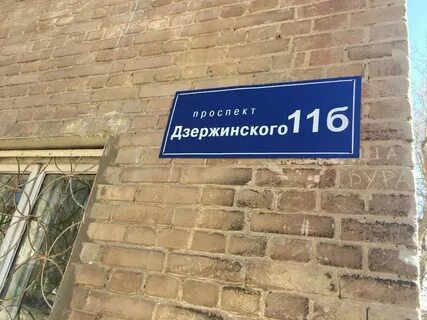 проспект
Дзержинского 11б